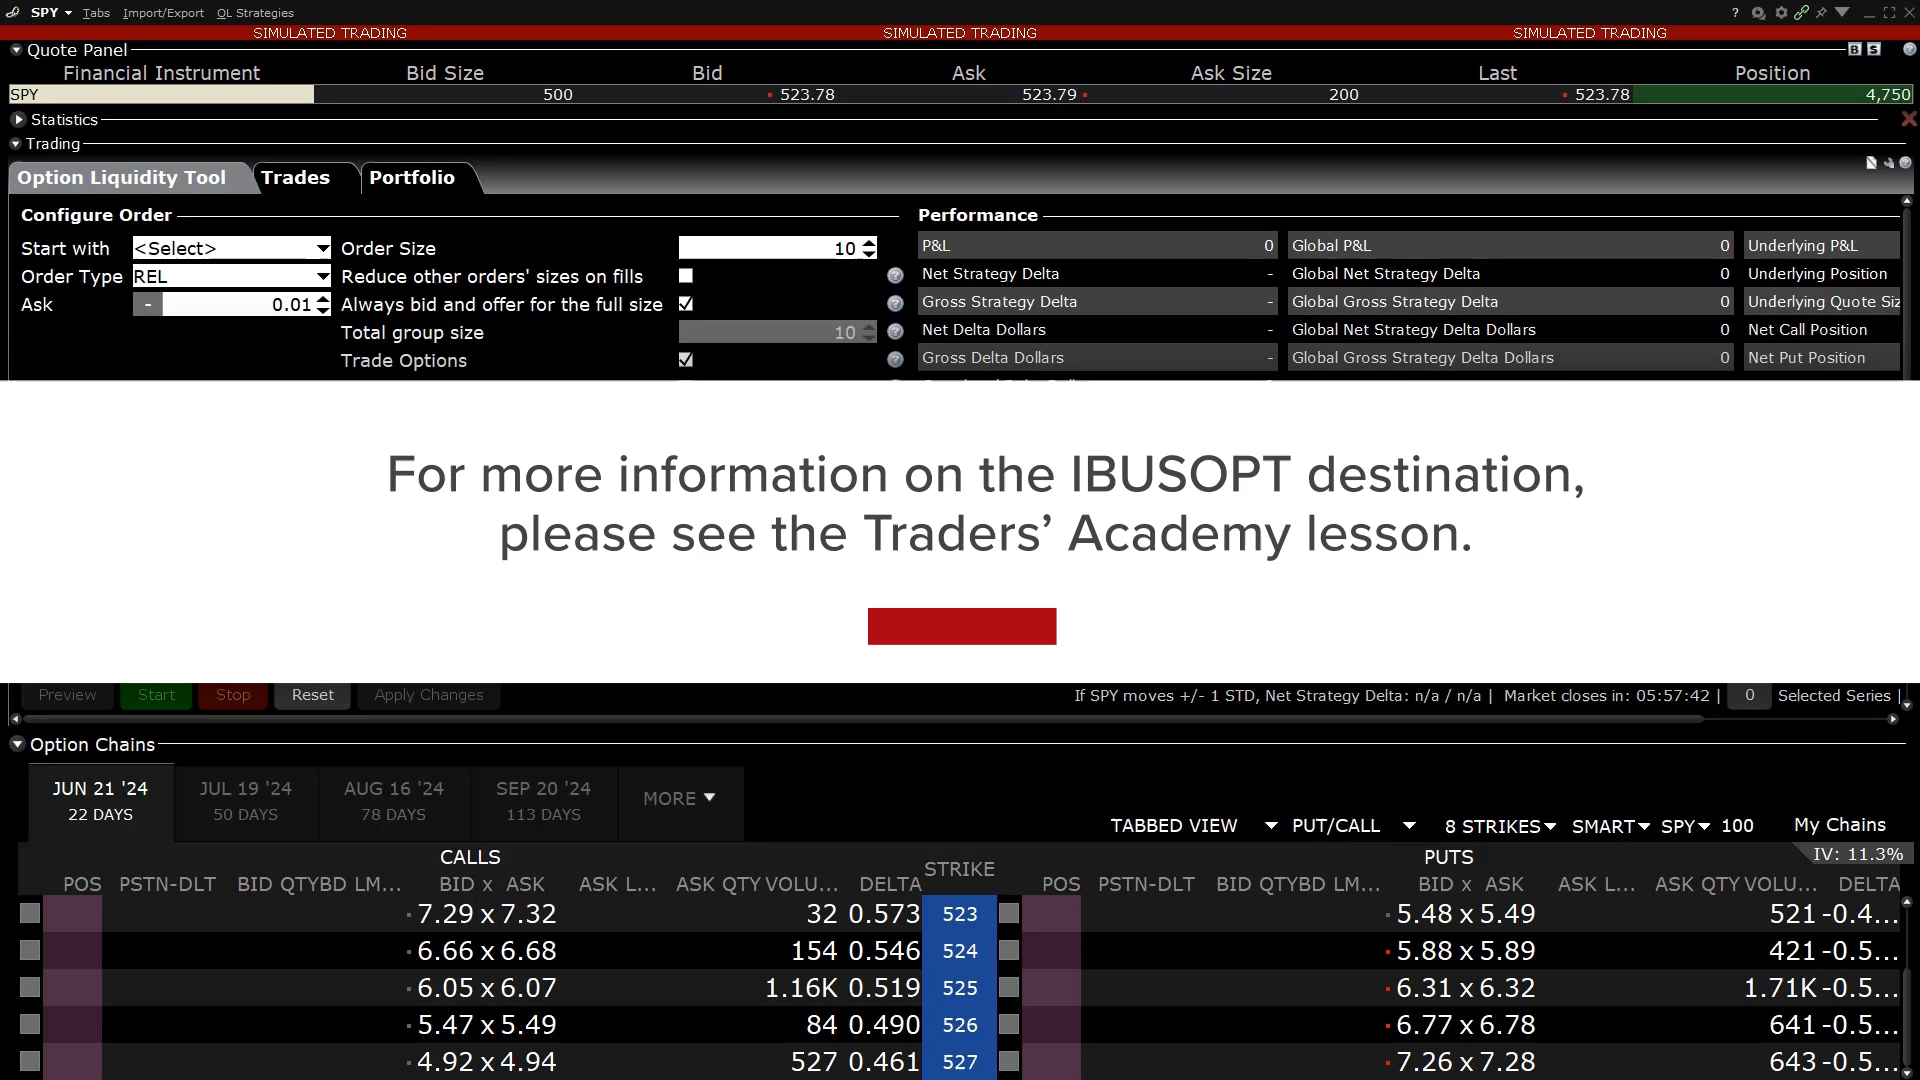 SPY Tabs Import/Export QL Strategies ?
SIMULATED TRADING SIMULATED TRADING SIMULATED TRADING
Quote Panel B S ?
Financial Instrument Bid Size Bid Ask Ask Size Last Position
SPY 500 523.78 523.79 200 523.78 4,750
Statistics
Trading
Option Liquidity Tool Trades Portfolio
Configure Order Performance
Start with <Select> Order Size 10 P&L 0 Global P&L 0 Underlying P&L
Order Type REL Reduce other orders' sizes on fills Net Strategy Delta - Global Net Strategy Delta 0 Underlying Position
Ask - 0.01 Always bid and offer for the full size Gross Strategy Delta - Global Gross Strategy Delta 0 Underlying Quote Siz
Total group size 10 Net Delta Dollars - Global Net Strategy Delta Dollars 0 Net Call Position
Trade Options Gross Delta Dollars - Global Gross Strategy Delta Dollars 0 Net Put Position
For more information on the IBUSOPT destination,
please see the Traders’ Academy lesson.
Preview Start Stop Reset Apply Changes If SPY moves +/- 1 STD, Net Strategy Delta: n/a / n/a | Market closes in: 05:57:42 | 0 Selected Series |
Option Chains
JUN 21 '24 JUL 19 '24 AUG 16 '24 SEP 20 '24 MORE
22 DAYS 50 DAYS 78 DAYS 113 DAYS
TABBED VIEW PUT/CALL 8 STRIKES SMART SPY 100 My Chains
CALLS STRIKE PUTS IV: 11.3%
POS PSTN-DLT BID QTY BD LM... BID x ASK ASK L... ASK QTY VOLU... DELTA POS PSTN-DLT BID QTY BD LM... BID x ASK ASK L... ASK QTY VOLU... DELTA
7.29 x 7.32 32 0.573 523 5.48 x 5.49 521 -0.4...
6.66 x 6.68 154 0.546 524 5.88 x 5.89 421 -0.5...
6.05 x 6.07 1.16K 0.519 525 6.31 x 6.32 1.71K -0.5...
5.47 x 5.49 84 0.490 526 6.77 x 6.78 641 -0.5...
4.92 x 4.94 527 0.461 527 7.26 x 7.28 643 -0.5...